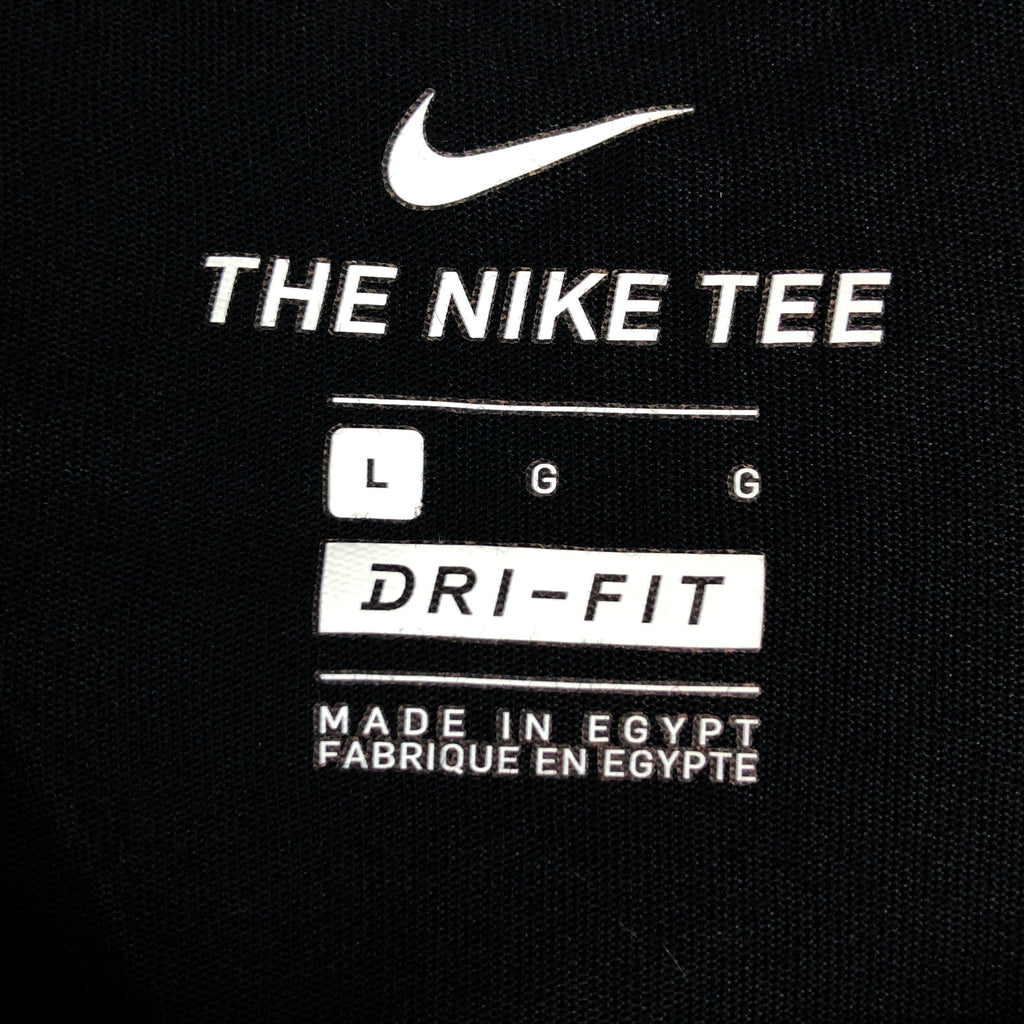 THE NIKE TEE
L G G
DRI-FIT
MADE IN EGYPT
FABRIQUE EN EGYPTE